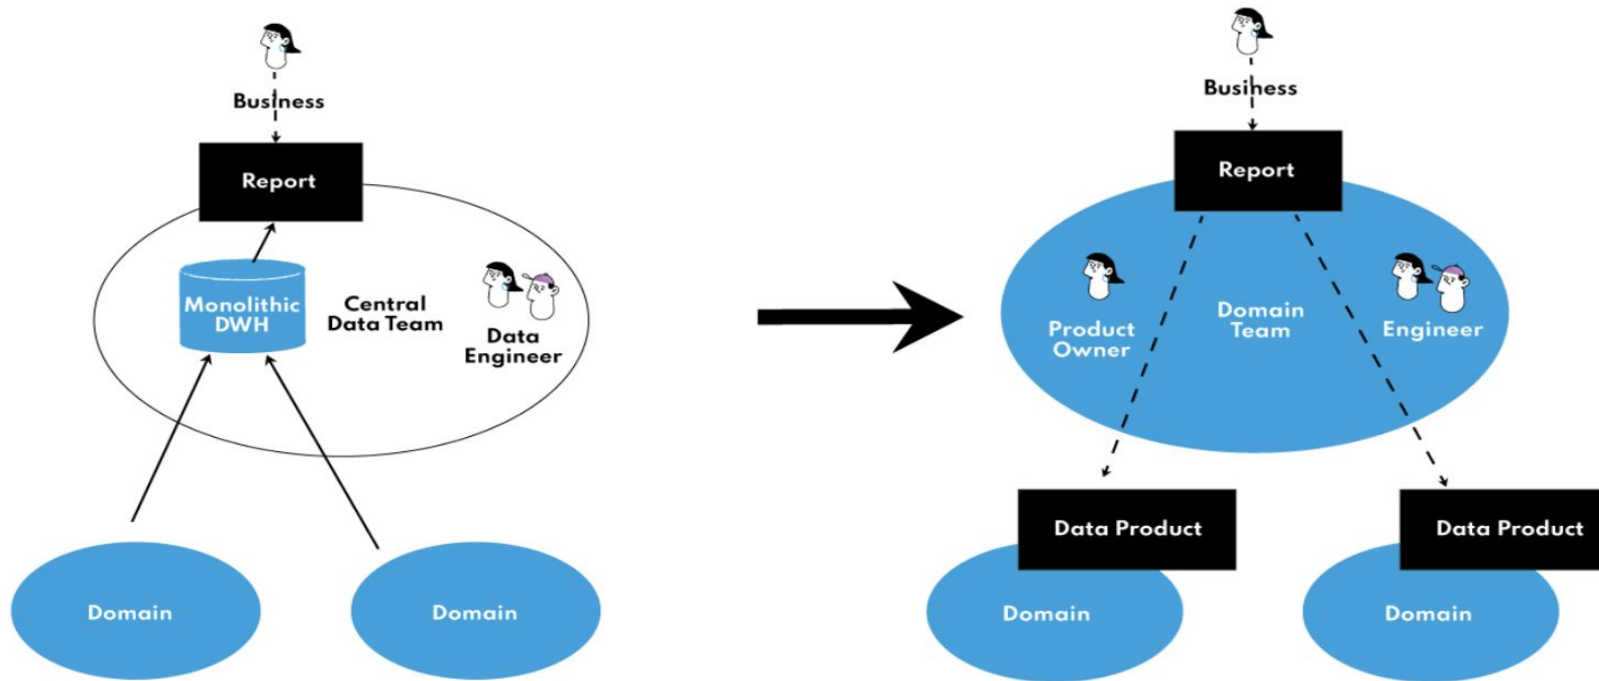 Business
Report
Monolithic
DWH
Central
Data Team
Data
Engineer
Domain
Domain
Business
Report
Product
Owner
Domain
Team
Engineer
Data Product
Data Product
Domain
Domain